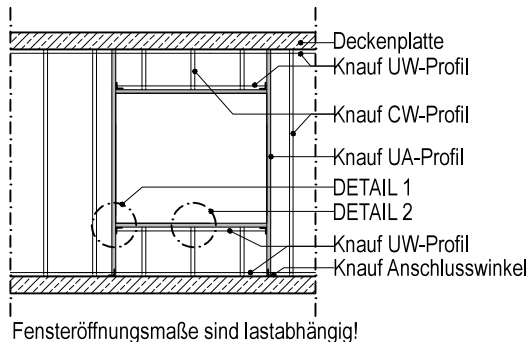 Deckenplatte
Knauf UW-Profil
Knauf CW-Profil
Knauf UA-Profil
DETAIL 1
DETAIL 2
Knauf UW-Profil
Knauf Anschlusswinkel
Fensteröffnungsmaße sind lastabhängig!